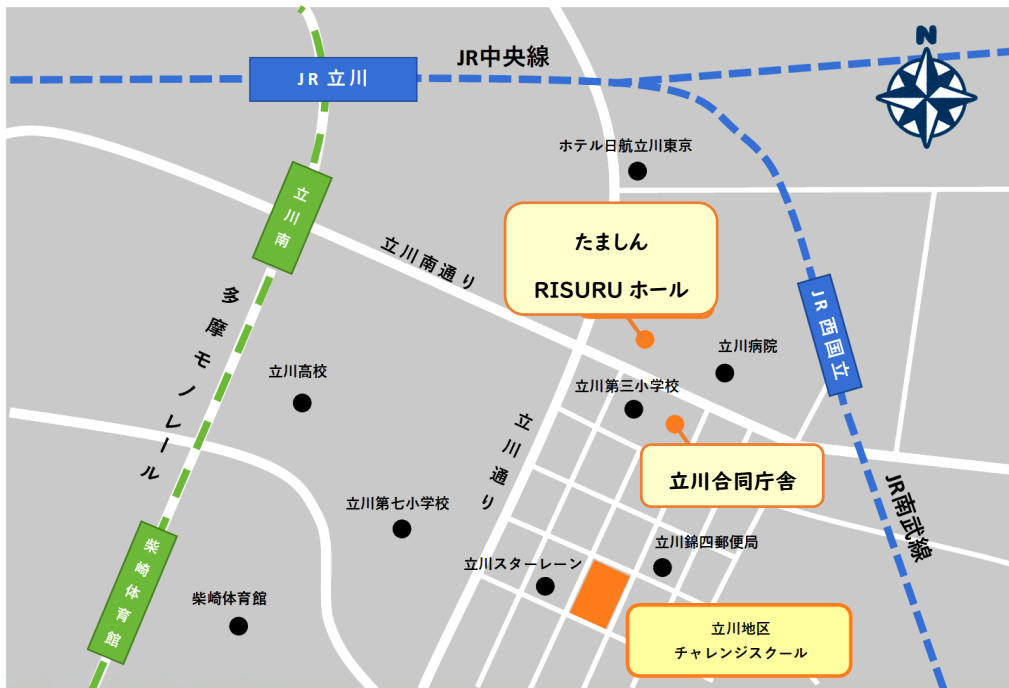 JR中央線
N
JR 立川
ホテル日航立川東京
立川南
たましん
RISURU ホール
立川南通り
多摩モノレール
JR 西国立
立川病院
立川高校
立川第三小学校
立川通り
立川合同庁舎
JR南武線
立川第七小学校
立川錦四郵便局
立川スターレーン
柴崎体育館
柴崎体育館
立川地区
チャレンジスクール